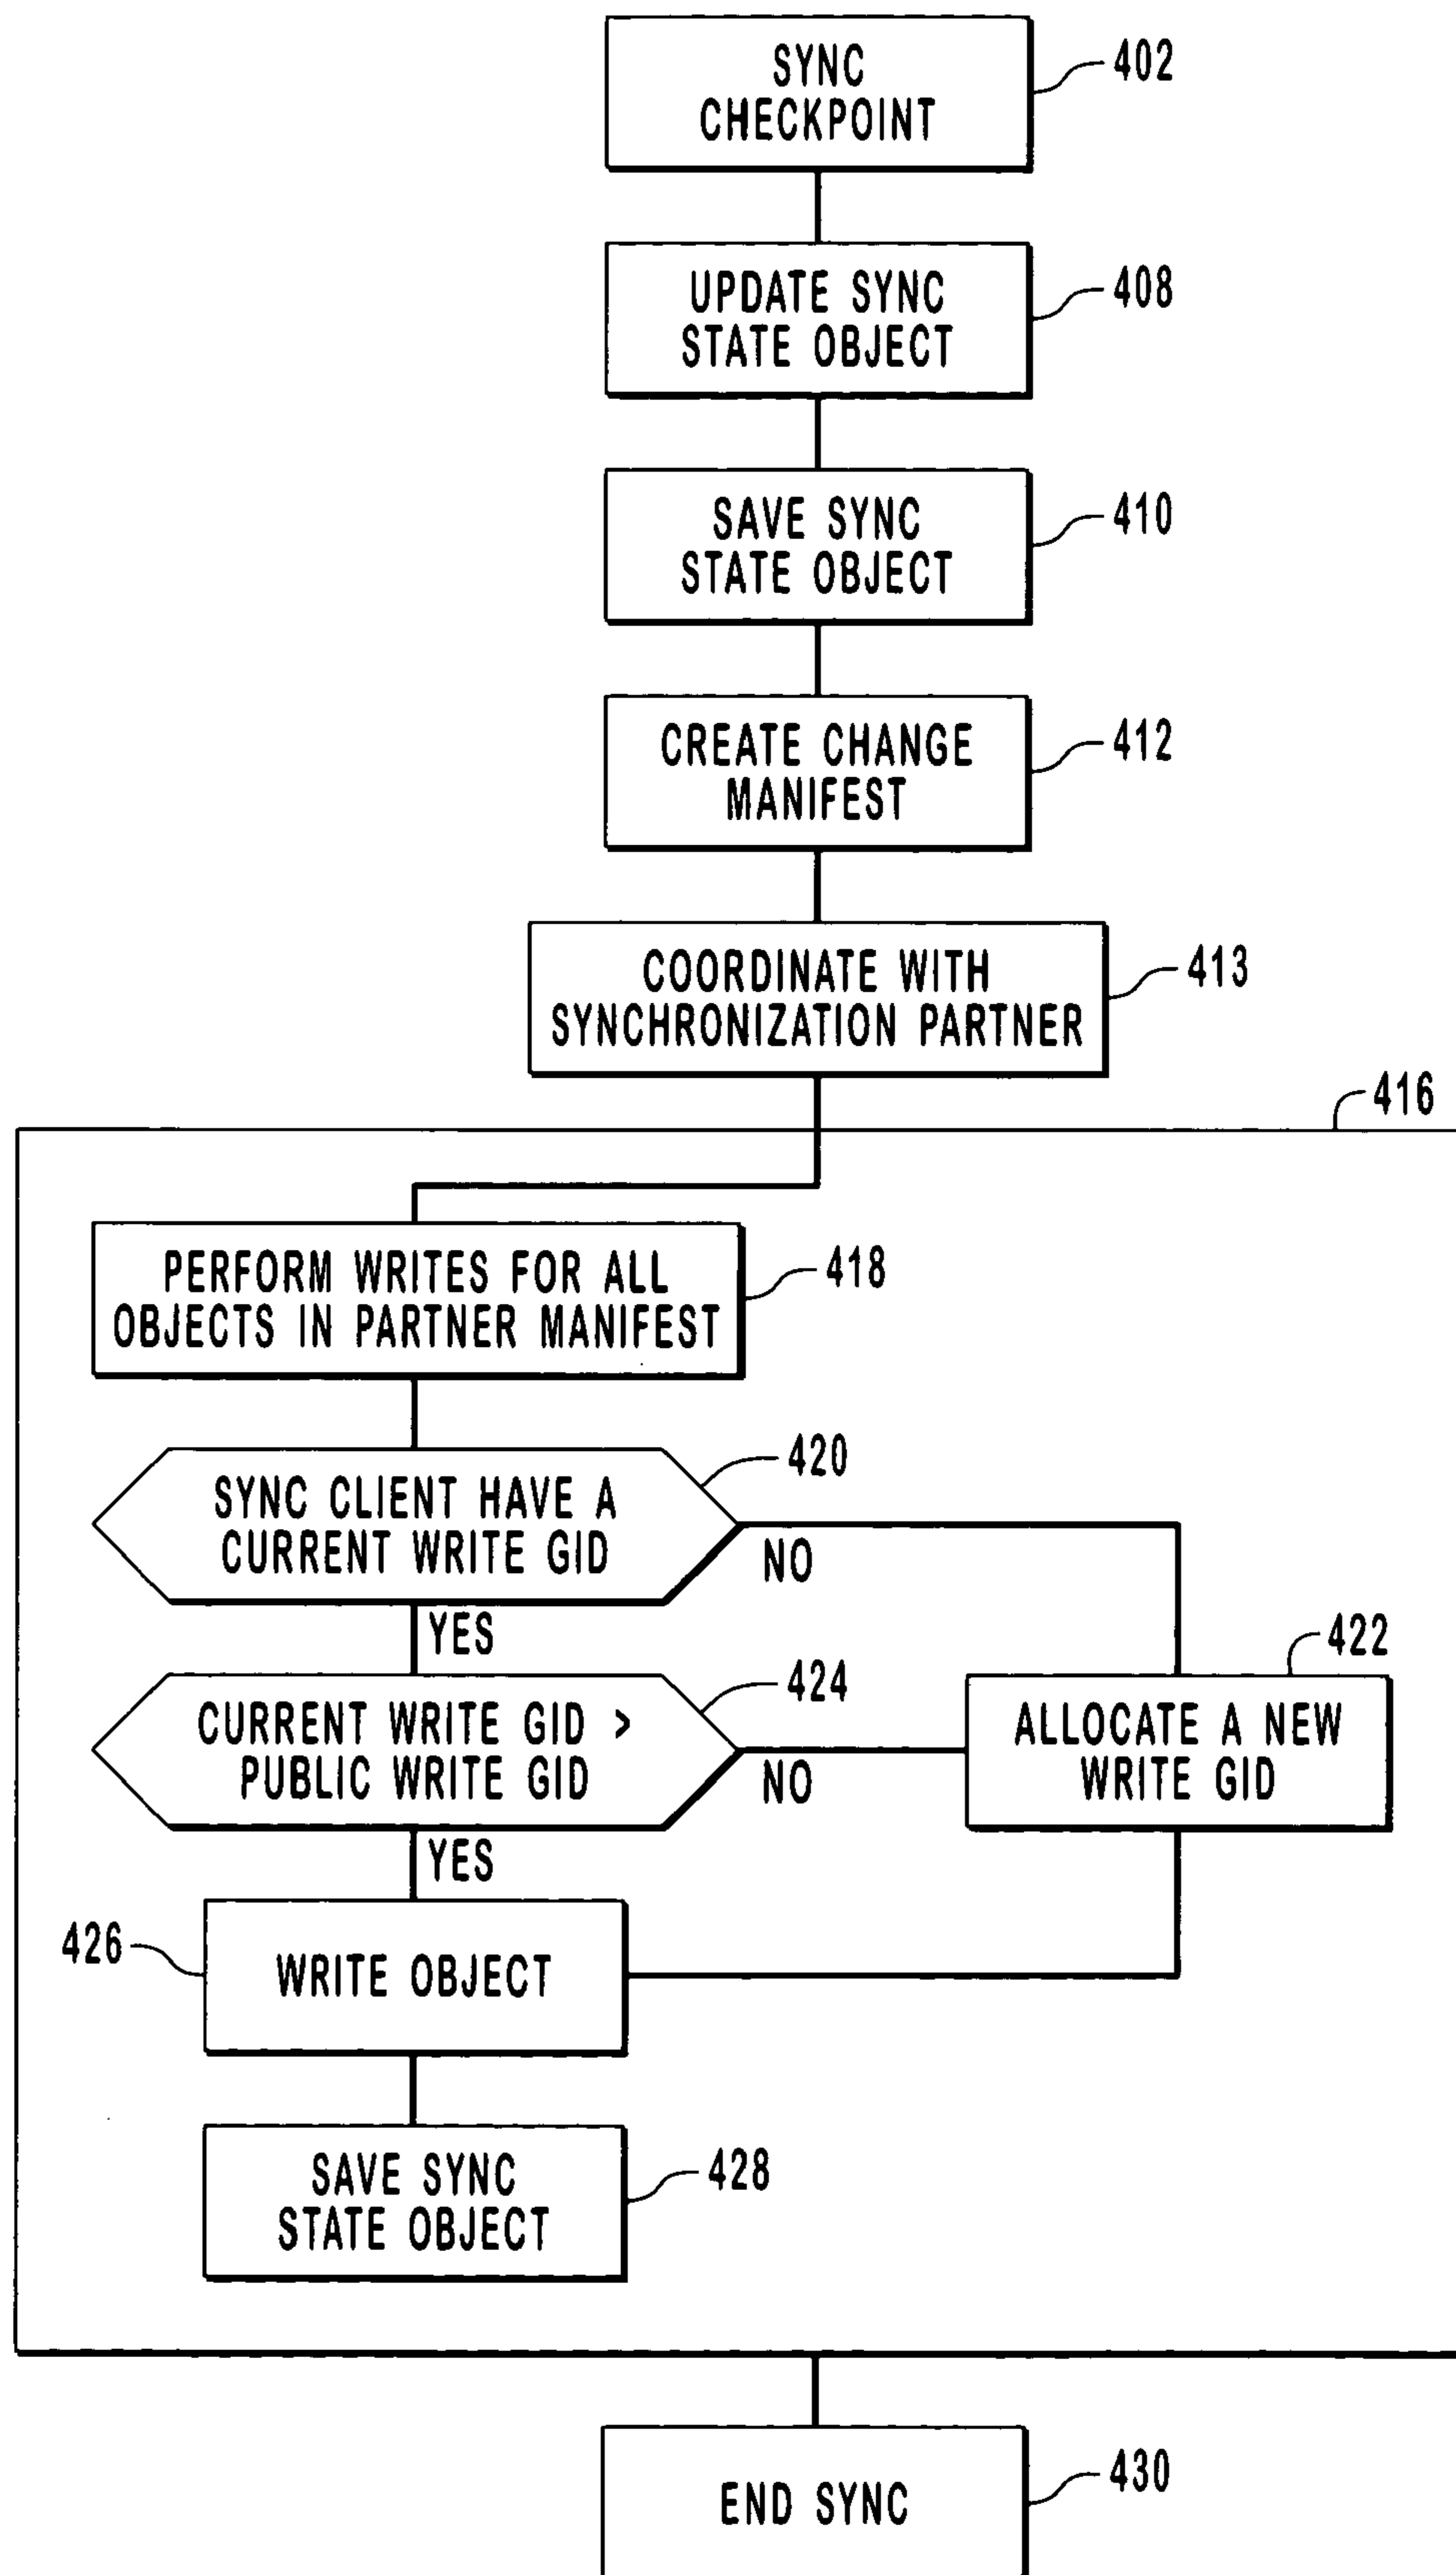 SYNC
CHECKPOINT
402
UPDATE SYNC
STATE OBJECT
408
SAVE SYNC
STATE OBJECT
410
CREATE CHANGE
MANIFEST
412
COORDINATE WITH
SYNCHRONIZATION PARTNER
413
416
PERFORM WRITES FOR ALL
OBJECTS IN PARTNER MANIFEST
418
SYNC CLIENT HAVE A
CURRENT WRITE GID
420
NO
YES
CURRENT WRITE GID >
PUBLIC WRITE GID
424
NO
YES
ALLOCATE A NEW
WRITE GID
422
WRITE OBJECT
426
SAVE SYNC
STATE OBJECT
428
END SYNC
430